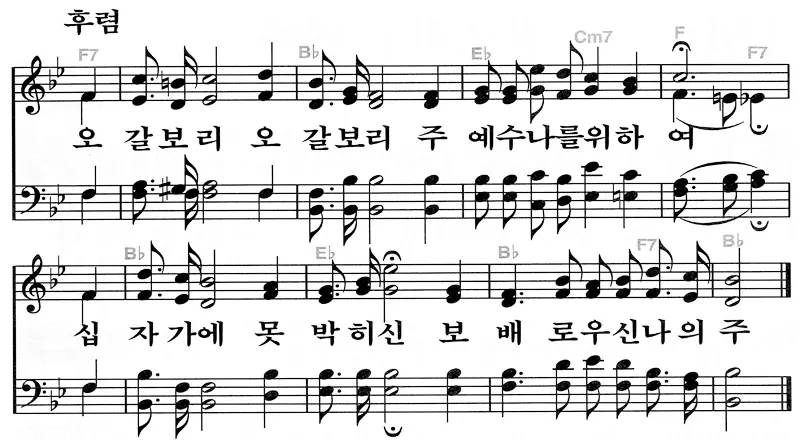 후렴
F7 B♭ E♭ Cm7 F F7
오 갈보리 오 갈보리 주 예수나를위하 여
B♭ E♭ B♭ F7 B♭
십 자가에 못 박히신 보 배 로우신나의 주